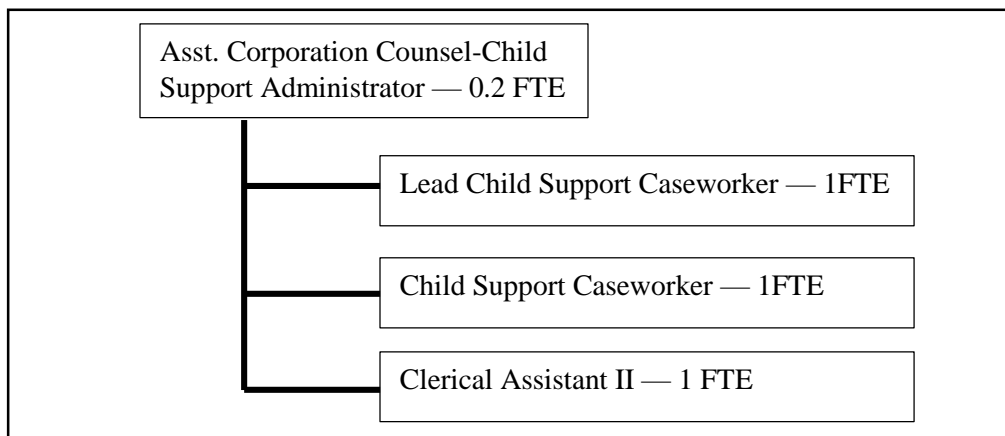 Asst. Corporation Counsel-Child
Support Administrator — 0.2 FTE
Lead Child Support Caseworker — 1FTE
Child Support Caseworker — 1FTE
Clerical Assistant II — 1 FTE